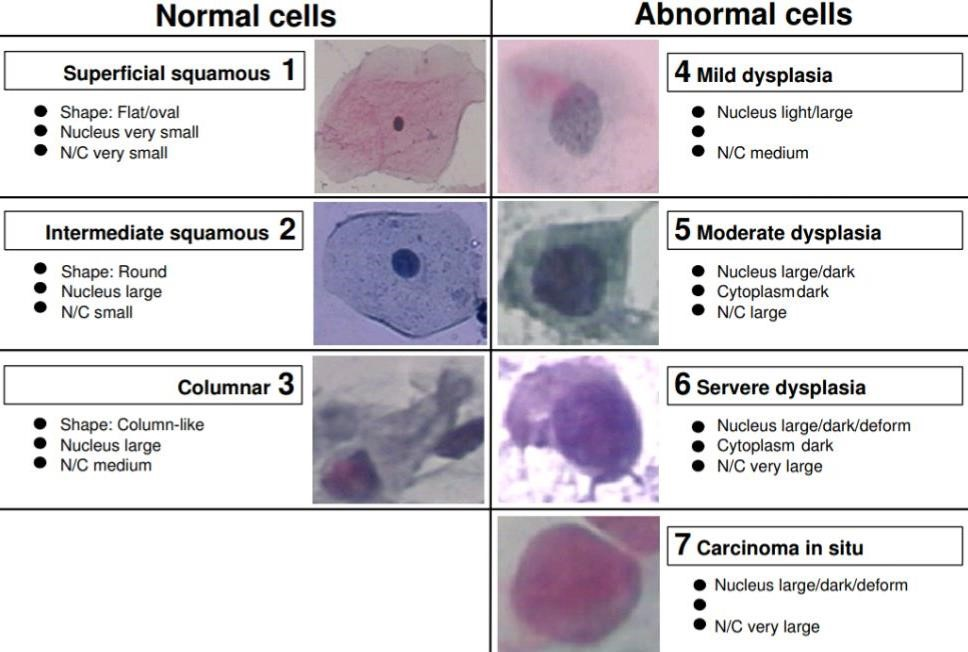 Normal cells
Superficial squamous 1
● Shape: Flat/oval
● Nucleus very small
● N/C very small
Intermediate squamous 2
● Shape: Round
● Nucleus large
● N/C small
Columnar 3
● Shape: Column-like
● Nucleus large
● N/C medium
Abnormal cells
4 Mild dysplasia
● Nucleus light/large
●
● N/C medium
5 Moderate dysplasia
● Nucleus large/dark
● Cytoplasm dark
● N/C large
6 Servere dysplasia
● Nucleus large/dark/deform
● Cytoplasm dark
● N/C very large
7 Carcinoma in situ
● Nucleus large/dark/deform
●
● N/C very large